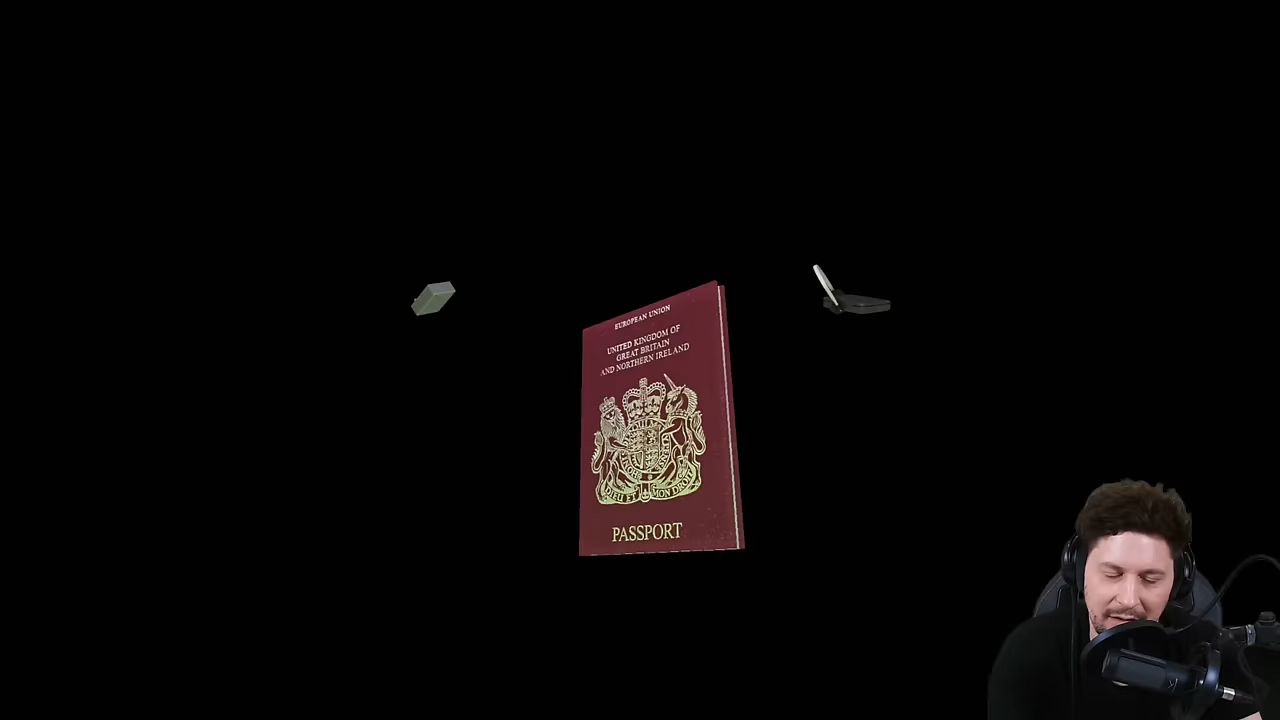 EUROPEAN UNION
UNITED KINGDOM OF
GREAT BRITAIN
AND NORTHERN IRELAND
DIEU ET MON DROIT
PASSPORT